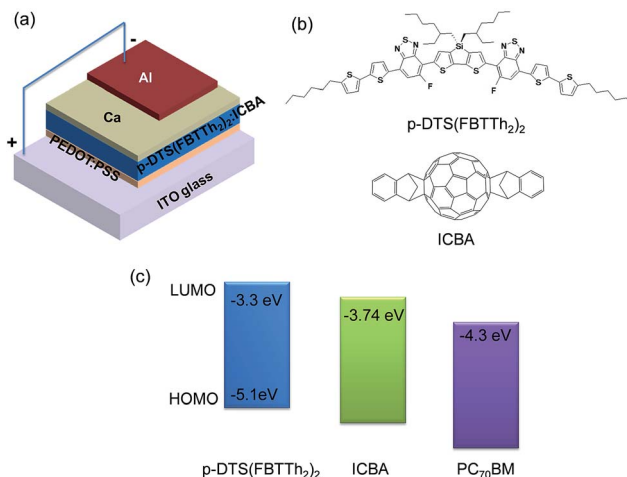 (a)
-
Al
Ca
p-DTS(FBTTh₂)₂:ICBA
PEDOT:PSS
+
ITO glass
(b)
N S N Si N S N
S S S S S S
F F
p-DTS(FBTTh₂)₂
ICBA
(c)
LUMO
-3.3 eV
-3.74 eV
-4.3 eV
HOMO
-5.1eV
p-DTS(FBTTh₂)₂
ICBA
PC₇₀BM